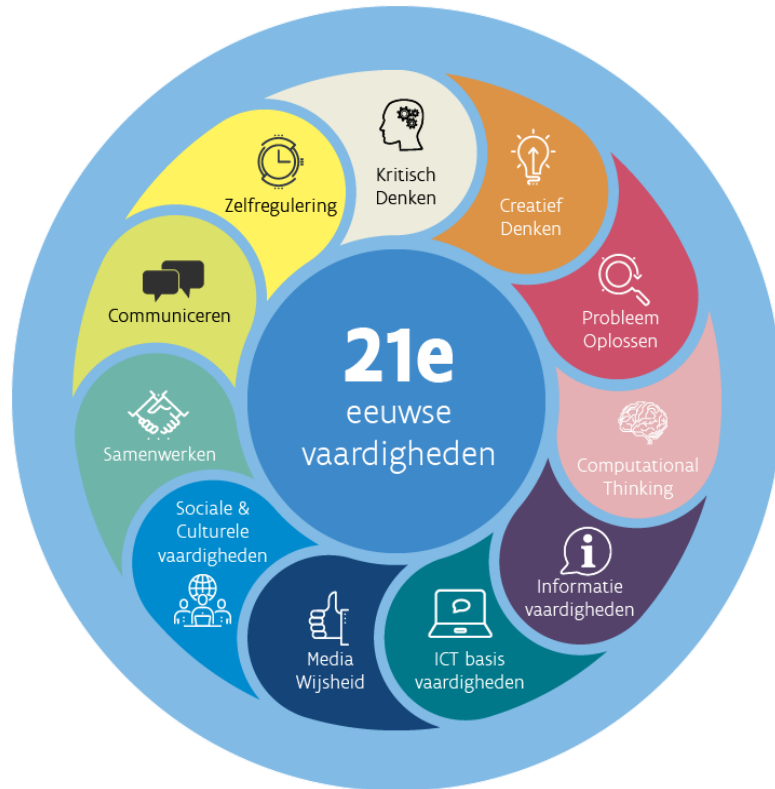 21e
eeuwse
vaardigheden
Kritisch
Denken
Creatief
Denken
Probleem
Oplossen
Computational
Thinking
Informatie
vaardigheden
ICT basis
vaardigheden
Media
Wijsheid
Sociale &
Culturele
vaardigheden
Samenwerken
Communiceren
Zelfregulering